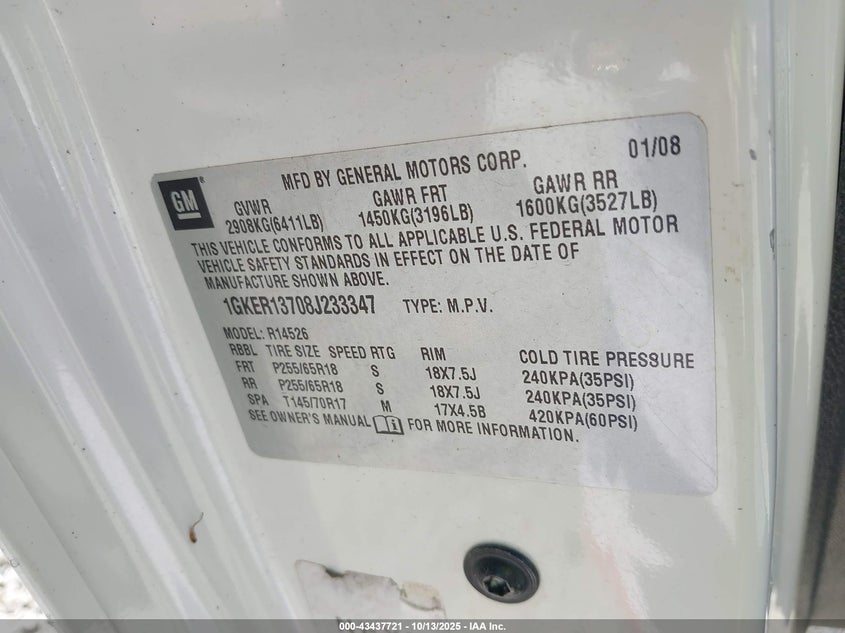 GM®
MFD BY GENERAL MOTORS CORP. 01/08
GVWR GAWR FRT GAWR RR
2908KG(6411LB) 1450KG(3196LB) 1600KG(3527LB)
THIS VEHICLE CONFORMS TO ALL APPLICABLE U.S. FEDERAL MOTOR
VEHICLE SAFETY STANDARDS IN EFFECT ON THE DATE OF
MANUFACTURE SHOWN ABOVE.
1GKER13708J233347 TYPE: M.P.V.
MODEL: R14526
RBBL TIRE SIZE SPEED RTG RIM COLD TIRE PRESSURE
FRT P255/65R18 S 18X7.5J 240KPA(35PSI)
RR P255/65R18 S 18X7.5J 240KPA(35PSI)
SPA T145/70R17 M 17X4.5B 420KPA(60PSI)
SEE OWNER'S MANUAL FOR MORE INFORMATION.
000-43437721 - 10/13/2025 - IAA Inc.